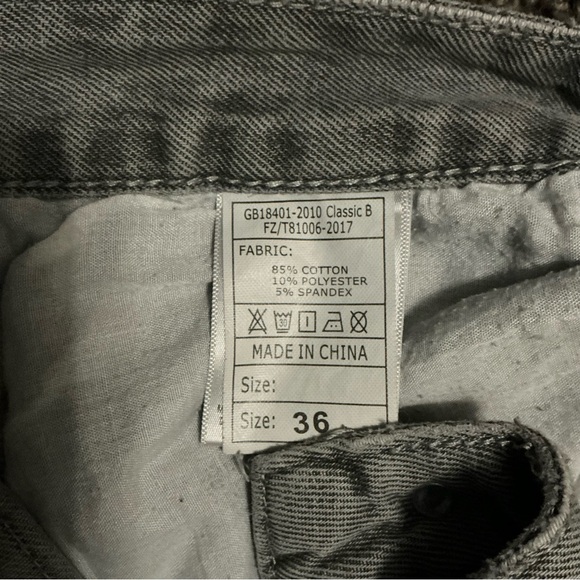 GB18401-2010 Classic B
FZ/T81006-2017
FABRIC:
85% COTTON
10% POLYESTER
5% SPANDEX
30
MADE IN CHINA
Size:
Size: 36